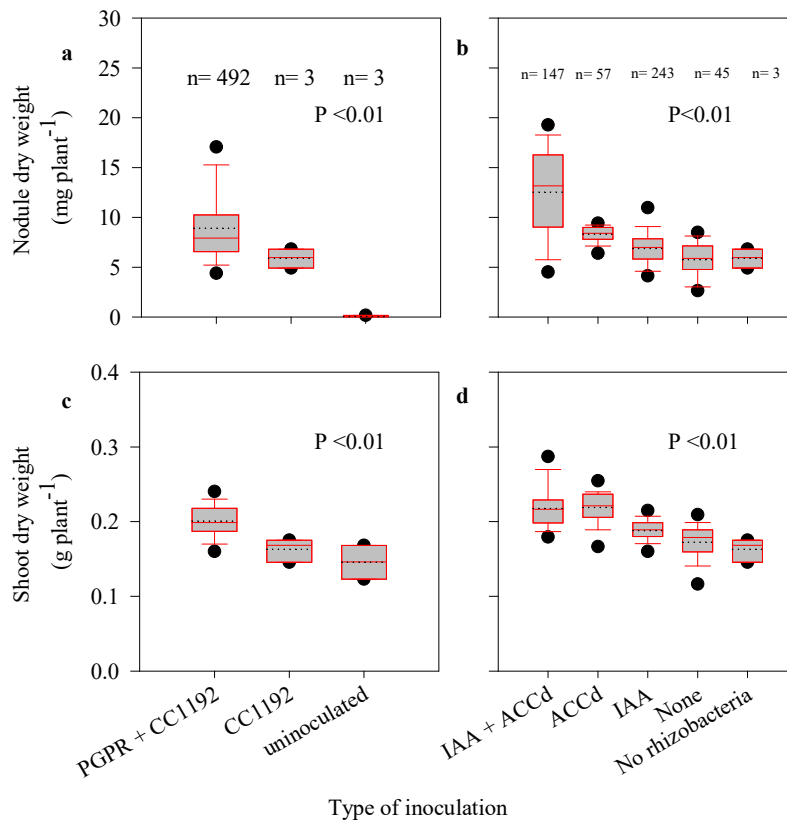 a
b
n= 492 n= 3 n= 3
n= 147 n= 57 n= 243 n= 45 n= 3
P <0.01
P<0.01
Nodule dry weight
(mg plant-1)
30
25
20
15
10
5
0
c
d
P <0.01
P <0.01
Shoot dry weight
(g plant-1)
0.4
0.3
0.2
0.1
0.0
PGPR + CC1192
CC1192
uninoculated
IAA + ACCd
ACCd
IAA
None
No rhizobacteria
Type of inoculation